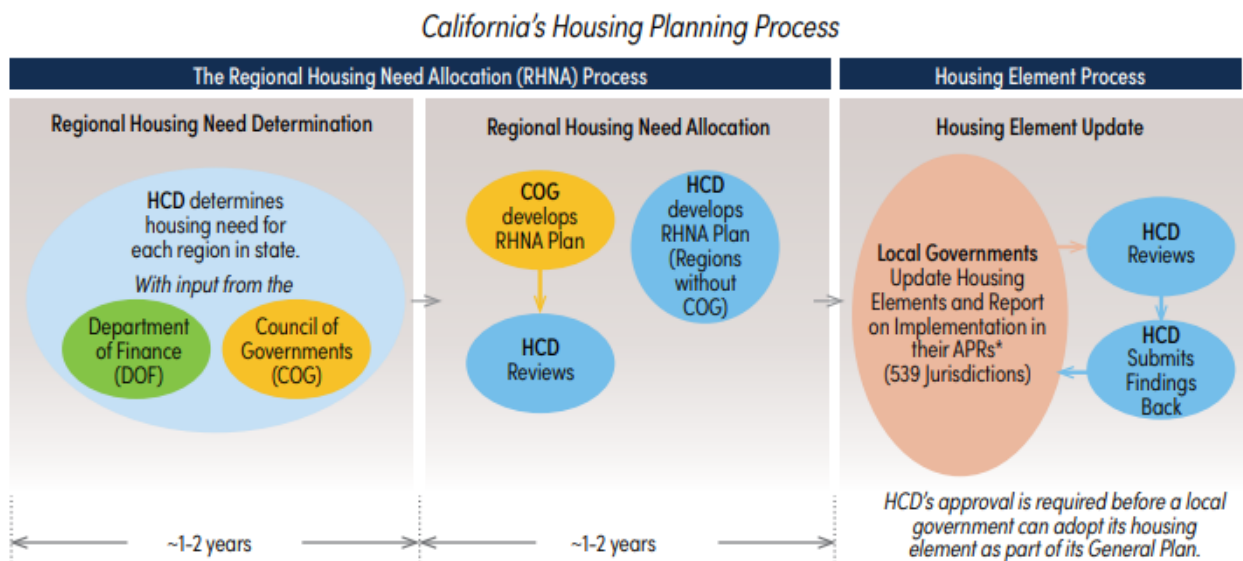 California's Housing Planning Process
The Regional Housing Need Allocation (RHNA) Process
Housing Element Process
Regional Housing Need Determination
HCD determines
housing need for
each region in state.
With input from the
Department
of Finance
(DOF)
Council of
Governments
(COG)
Regional Housing Need Allocation
COG
develops
RHNA Plan
HCD
Reviews
HCD
develops
RHNA Plan
(Regions
without
COG)
Housing Element Update
Local Governments
Update Housing
Elements and Report
on Implementation in
their APRs*
(539 Jurisdictions)
HCD
Reviews
HCD
Submits
Findings
Back
HCD's approval is required before a local
government can adopt its housing
element as part of its General Plan.
~1-2 years
~1-2 years